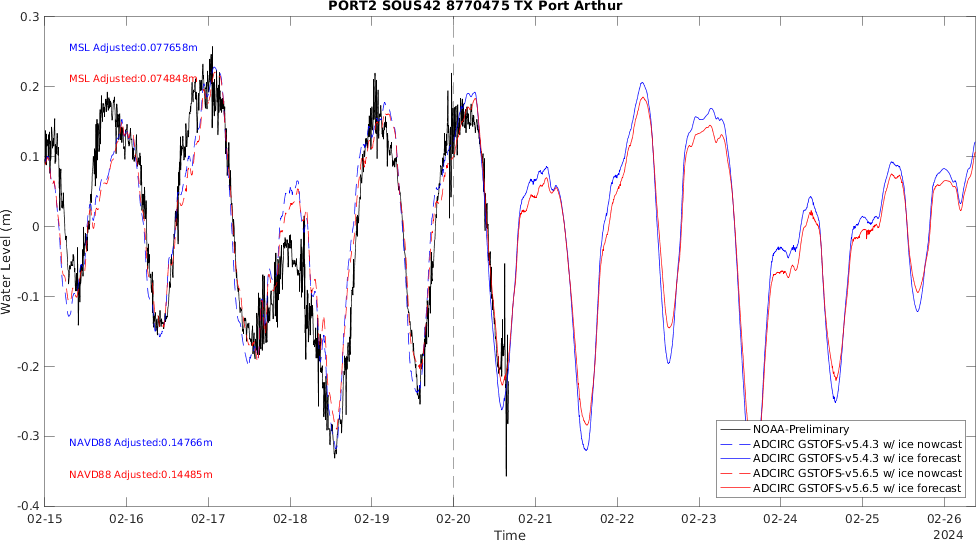 PORT2 SOUS42 8770475 TX Port Arthur
0.3
0.2
0.1
0
-0.1
-0.2
-0.3
-0.4
Water Level (m)
MSL Adjusted:0.077658m
MSL Adjusted:0.074848m
NAVD88 Adjusted:0.14766m
NAVD88 Adjusted:0.14485m
NOAA-Preliminary
ADCIRC GSTOFS-v5.4.3 w/ ice nowcast
ADCIRC GSTOFS-v5.4.3 w/ ice forecast
ADCIRC GSTOFS-v5.6.5 w/ ice nowcast
ADCIRC GSTOFS-v5.6.5 w/ ice forecast
02-15 02-16 02-17 02-18 02-19 02-20 02-21 02-22 02-23 02-24 02-25 02-26
Time
2024